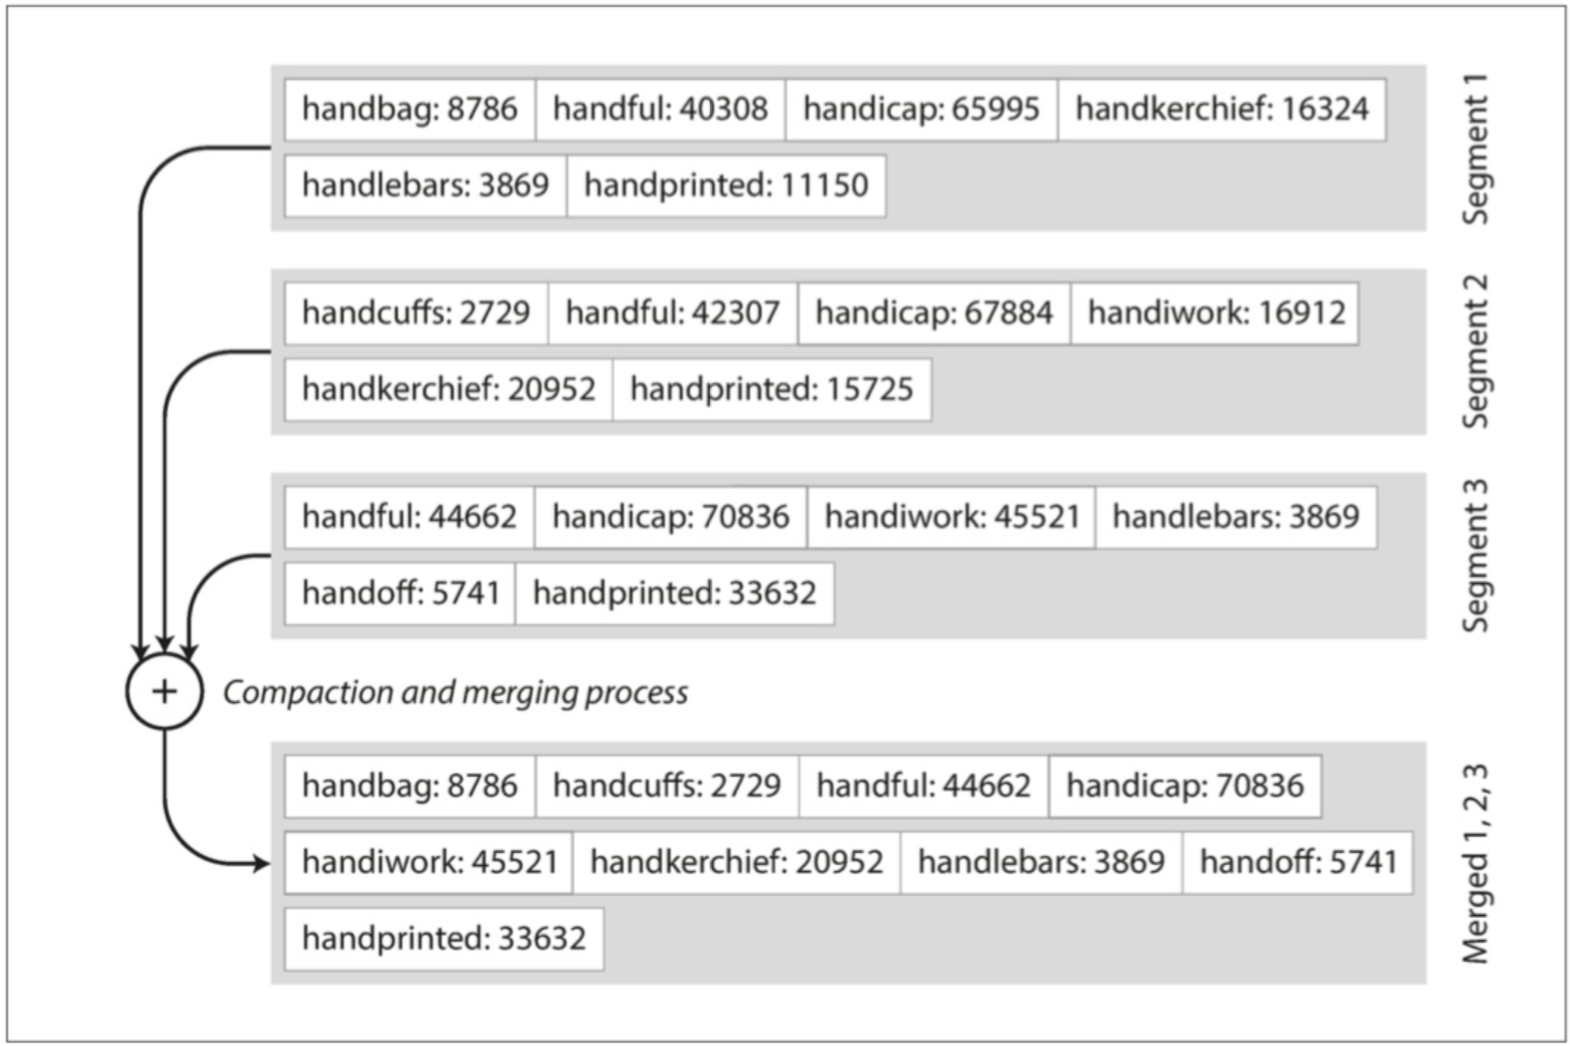 handbag: 8786 handful: 40308 handicap: 65995 handkerchief: 16324
handlebars: 3869 handprinted: 11150
Segment 1
handcuffs: 2729 handful: 42307 handicap: 67884 handiwork: 16912
handkerchief: 20952 handprinted: 15725
Segment 2
handful: 44662 handicap: 70836 handiwork: 45521 handlebars: 3869
handoff: 5741 handprinted: 33632
Segment 3
+ Compaction and merging process
handbag: 8786 handcuffs: 2729 handful: 44662 handicap: 70836
handiwork: 45521 handkerchief: 20952 handlebars: 3869 handoff: 5741
handprinted: 33632
Merged 1, 2, 3